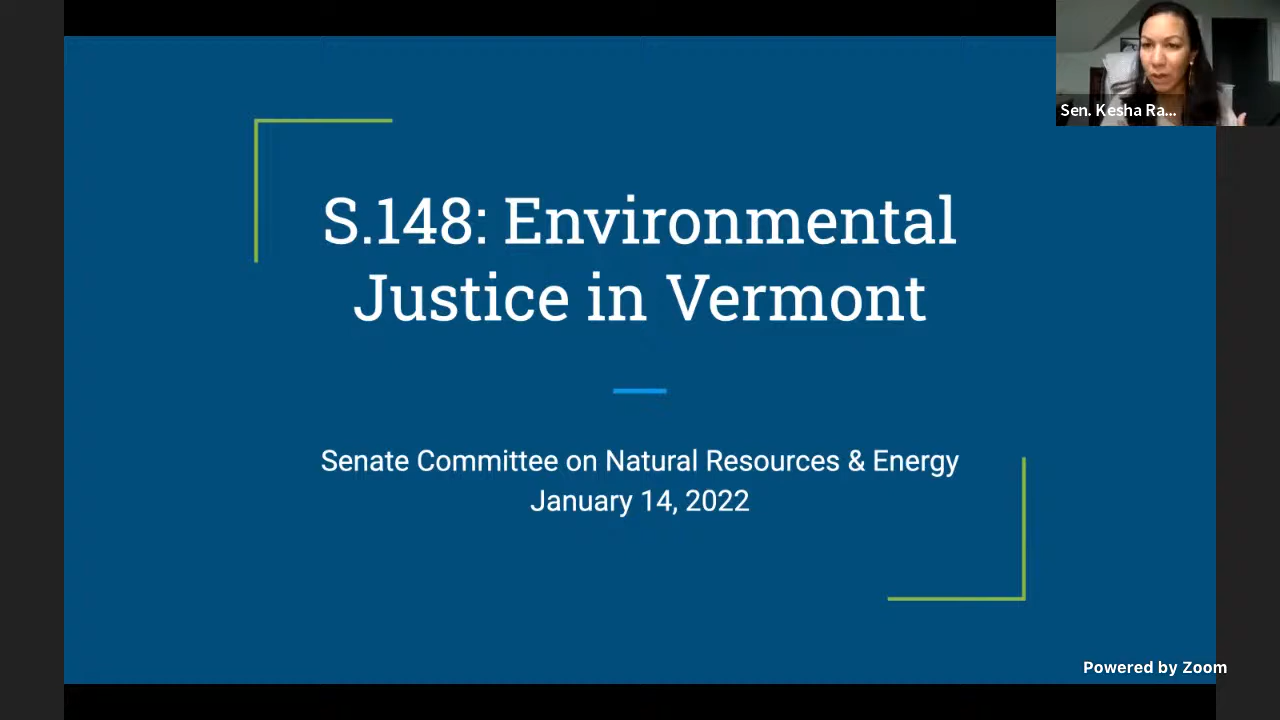 Sen. Kesha Ra...
S.148: Environmental
Justice in Vermont
Senate Committee on Natural Resources & Energy
January 14, 2022
Powered by Zoom